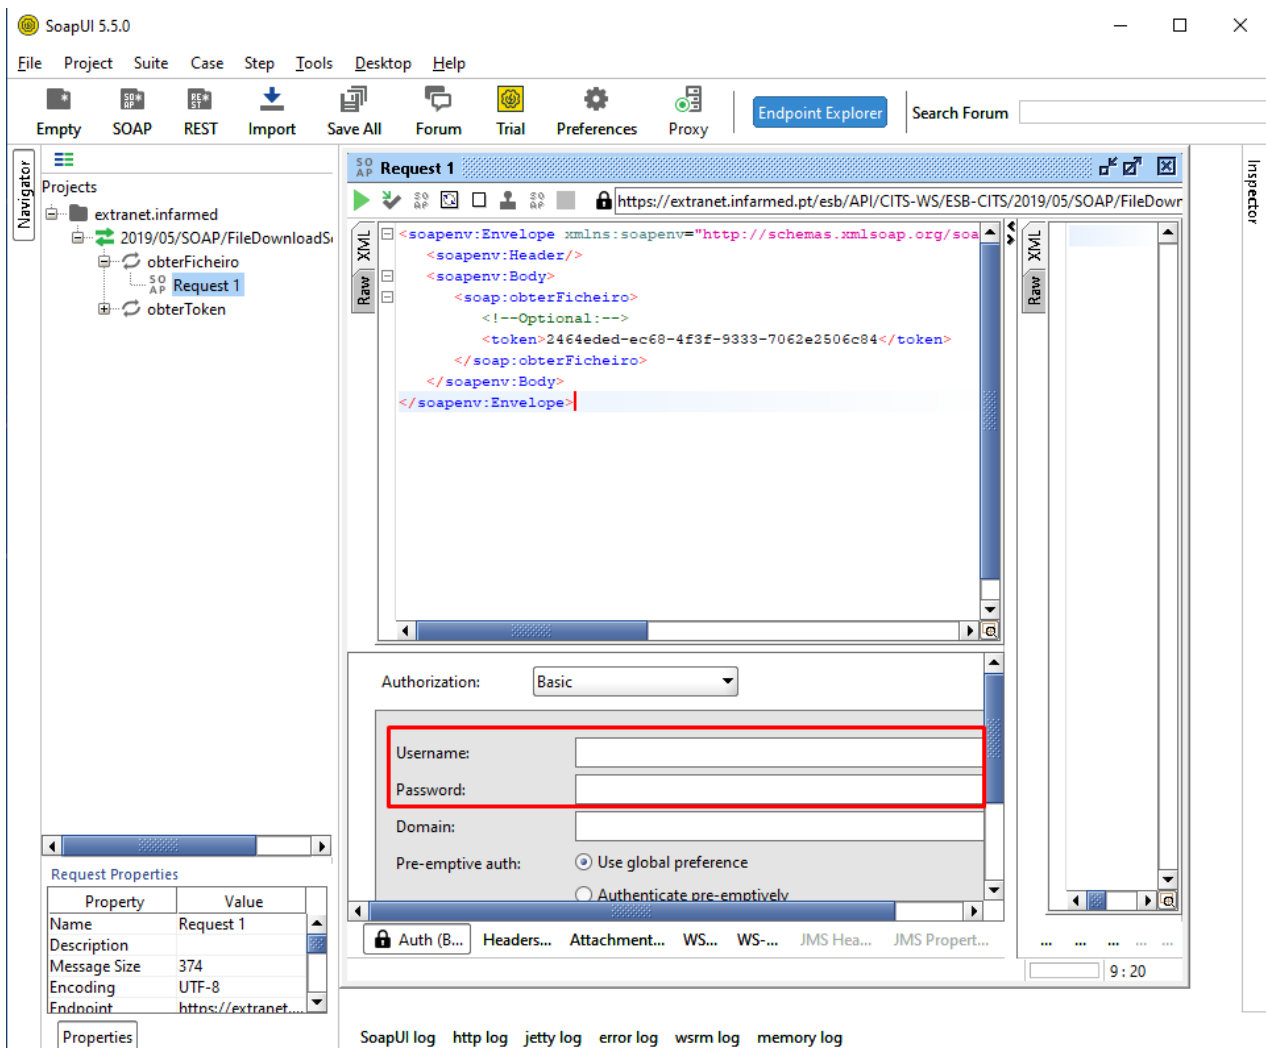 SoapUI 5.5.0
File Project Suite Case Step Tools Desktop Help
Empty SOAP REST Import Save All Forum Trial Preferences Proxy Endpoint Explorer Search Forum
Navigator
Projects
extranet.infarmed
2019/05/SOAP/FileDownloadS
obterFicheiro
SOAP Request 1
obterToken
SOAP Request 1
https://extranet.infarmed.pt/esb/API/CITS-WS/ESB-CITS/2019/05/SOAP/FileDown
XML
Raw
<soapenv:Envelope xmlns:soapenv="http://schemas.xmlsoap.org/soa
<soapenv:Header/>
<soapenv:Body>
<soap:obterFicheiro>
<!--Optional:-->
<token>2464eded-ec68-4f3f-9333-7062e2506c84</token>
</soap:obterFicheiro>
</soapenv:Body>
</soapenv:Envelope>
XML
Raw
Inspector
Authorization: Basic
Username:
Password:
Domain:
Pre-emptive auth: Use global preference
Authenticate pre-emptively
Auth (B... Headers... Attachment... WS... WS-... JMS Hea... JMS Propert... ... ... ... ... ...
9 : 20
Request Properties
Property Value
Name Request 1
Description
Message Size 374
Encoding UTF-8
Endpoint https://extranet....
Properties
SoapUI log http log jetty log error log wsrm log memory log